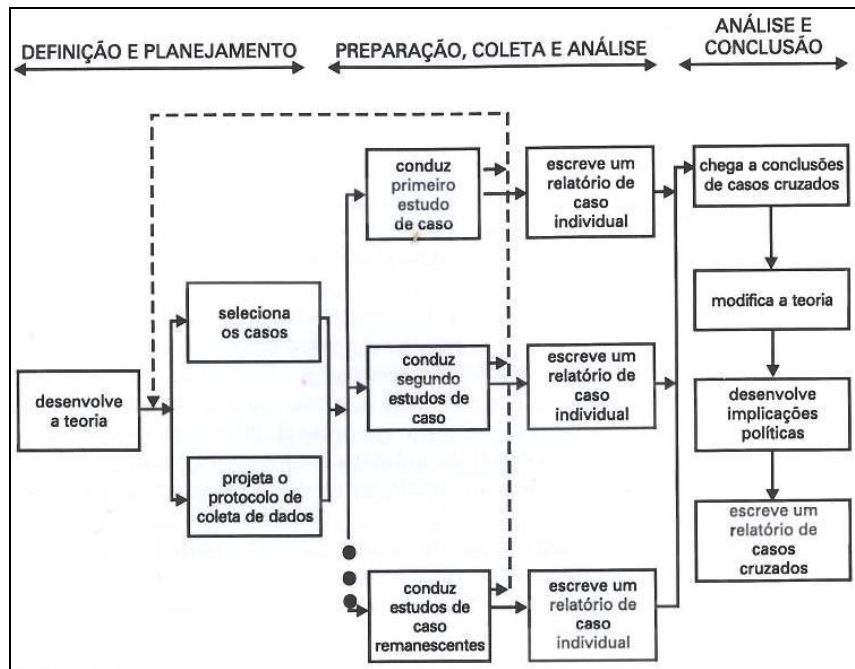 DEFINIÇÃO E PLANEJAMENTO
PREPARAÇÃO, COLETA E ANÁLISE
ANÁLISE E
CONCLUSÃO
desenvolve
a teoria
seleciona
os casos
projeta o
protocolo de
coleta de dados
conduz
primeiro
estudo
de caso
escreve um
relatório de
caso
individual
conduz
segundo
estudos de
caso
escreve um
relatório de
caso
individual
conduz
estudos de
caso
remanescentes
escreve um
relatório de
caso
individual
chega a conclusões
de casos cruzados
modifica a teoria
desenvolve
implicações
políticas
escreve um
relatório de
casos
cruzados